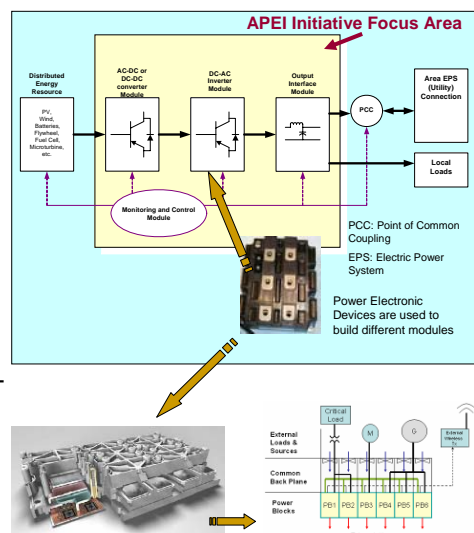 APEI Initiative Focus Area
Distributed
Energy
Resource
PV,
Wind,
Batteries,
Flywheel,
Fuel Cell,
Microturbine,
etc.
AC-DC or
DC-DC
converter
Module
DC-AC
Inverter
Module
Output
Interface
Module
PCC
Area EPS
(Utility)
Connection
Local
Loads
Monitoring and Control
Module
PCC: Point of Common
Coupling
EPS: Electric Power
System
Power Electronic
Devices are used to
build different modules
Critical
Load
M
G
External
Wireless
Tx
External
Loads &
Sources
Common
Back Plane
Power
Blocks
PB1
PB2
PB3
PB4
PB5
PB6